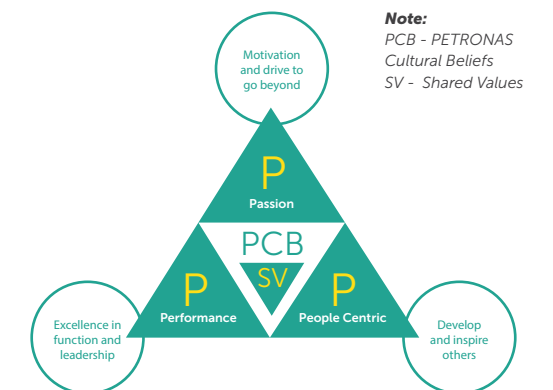 Note:
PCB - PETRONAS
Cultural Beliefs
SV - Shared Values
Motivation
and drive to
go beyond
P
Passion
PCB
SV
P
Performance
P
People Centric
Excellence in
function and
leadership
Develop
and inspire
others